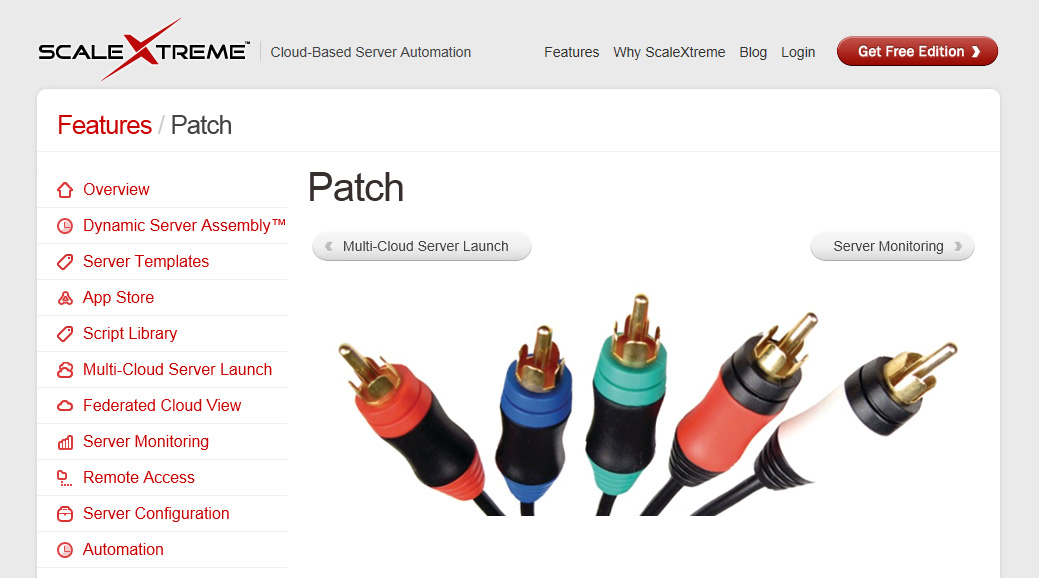 SCALEXTREME™ Cloud-Based Server Automation Features Why ScaleXtreme Blog Login Get Free Edition ❯
Features / Patch
Overview
Dynamic Server Assembly™
Server Templates
App Store
Script Library
Multi-Cloud Server Launch
Federated Cloud View
Server Monitoring
Remote Access
Server Configuration
Automation
Patch
Multi-Cloud Server Launch
Server Monitoring